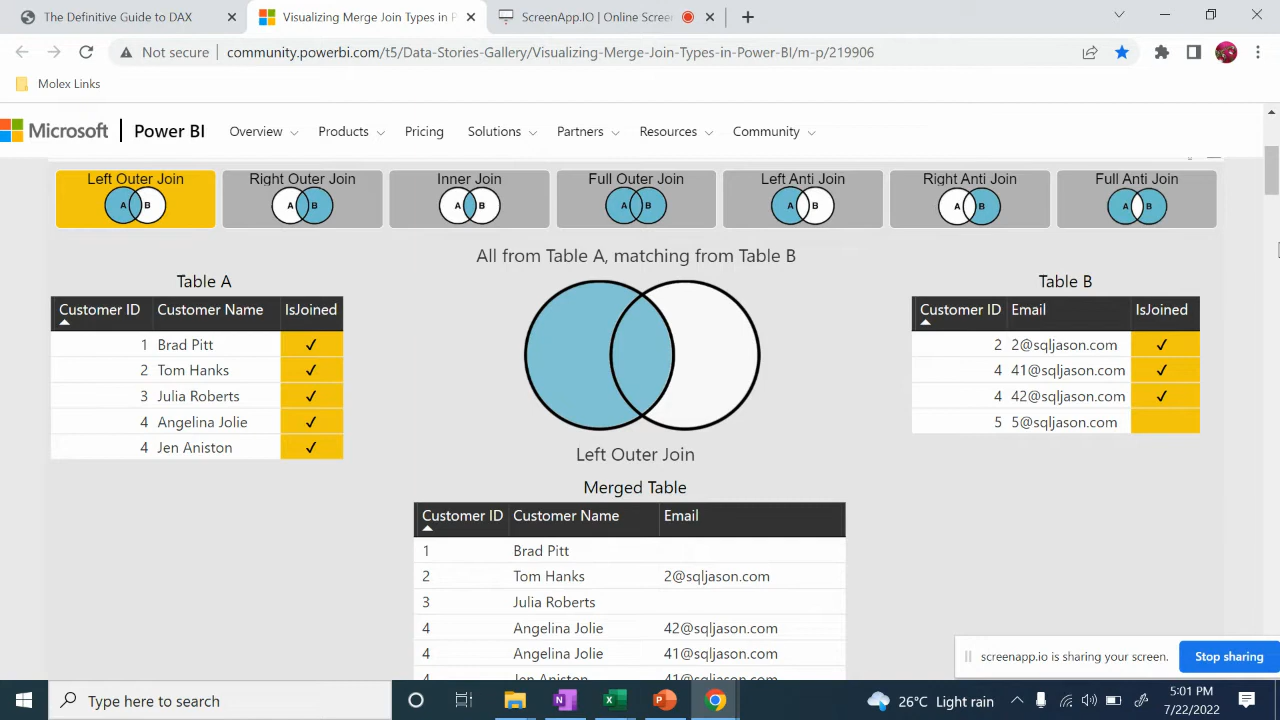 The Definitive Guide to DAX
Visualizing Merge Join Types in P
ScreenApp.IO | Online Scree
Not secure
community.powerbi.com/t5/Data-Stories-Gallery/Visualizing-Merge-Join-Types-in-Power-BI/m-p/219906
Molex Links
Microsoft | Power BI Overview Products Pricing Solutions Partners Resources Community
Left Outer Join Right Outer Join Inner Join Full Outer Join Left Anti Join Right Anti Join Full Anti Join
A B A B A B A B A B A B A B
All from Table A, matching from Table B
Table A
Customer ID Customer Name IsJoined
1 Brad Pitt ✓
2 Tom Hanks ✓
3 Julia Roberts ✓
4 Angelina Jolie ✓
4 Jen Aniston ✓
Table B
Customer ID Email IsJoined
2 2@sqljason.com ✓
4 41@sqljason.com ✓
4 42@sqljason.com ✓
5 5@sqljason.com
Left Outer Join
Merged Table
Customer ID Customer Name Email
1 Brad Pitt
2 Tom Hanks 2@sqljason.com
3 Julia Roberts
4 Angelina Jolie 42@sqljason.com
4 Angelina Jolie 41@sqljason.com
4 Jen Aniston 42@sqljason.com
screenapp.io is sharing your screen. Stop sharing
Type here to search
26°C Light rain
5:01 PM
7/22/2022